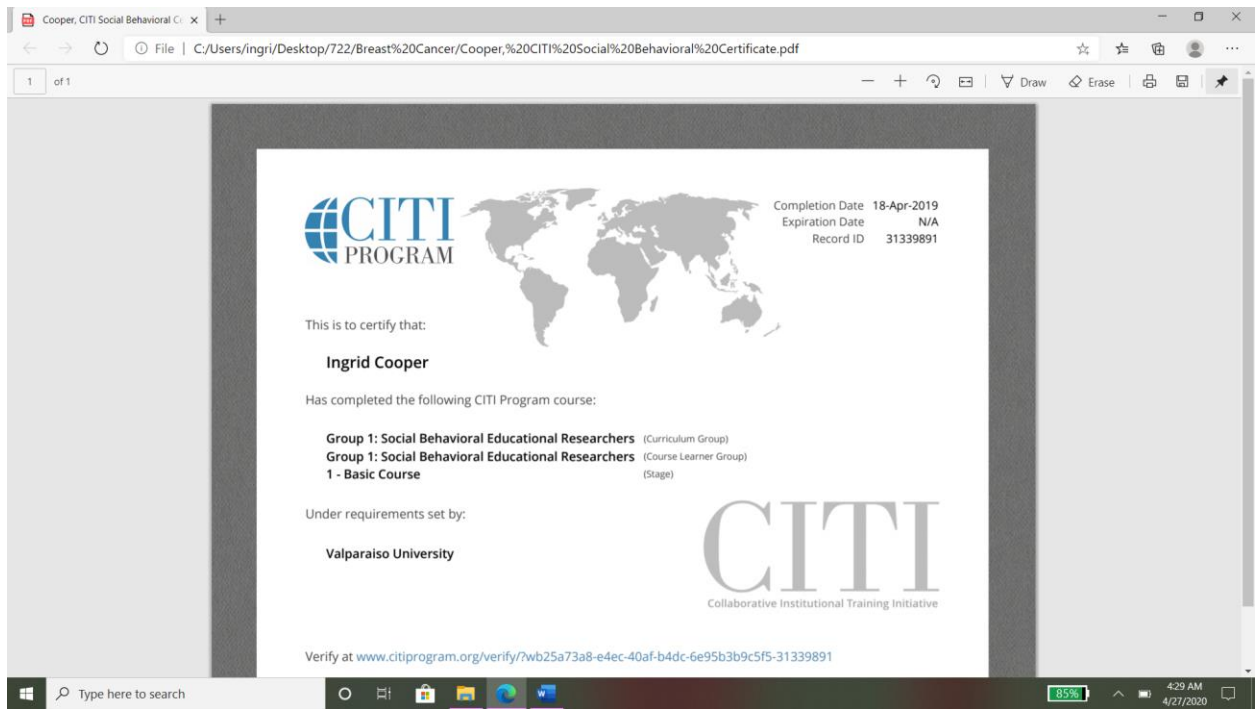 Cooper, CITI Social Behavioral C
File | C:/Users/ingri/Desktop/722/Breast%20Cancer/Cooper,%20CITI%20Social%20Behavioral%20Certificate.pdf
1 of 1
Draw Erase
CITI
PROGRAM
Completion Date 18-Apr-2019
Expiration Date N/A
Record ID 31339891
This is to certify that:
Ingrid Cooper
Has completed the following CITI Program course:
Group 1: Social Behavioral Educational Researchers (Curriculum Group)
Group 1: Social Behavioral Educational Researchers (Course Learner Group)
1 - Basic Course (Stage)
Under requirements set by:
Valparaiso University
CITI
Collaborative Institutional Training Initiative
Verify at www.citiprogram.org/verify/?wb25a73a8-e4ec-40af-b4dc-6e95b3b9c5f5-31339891
Type here to search
85%
4:29 AM
4/27/2020